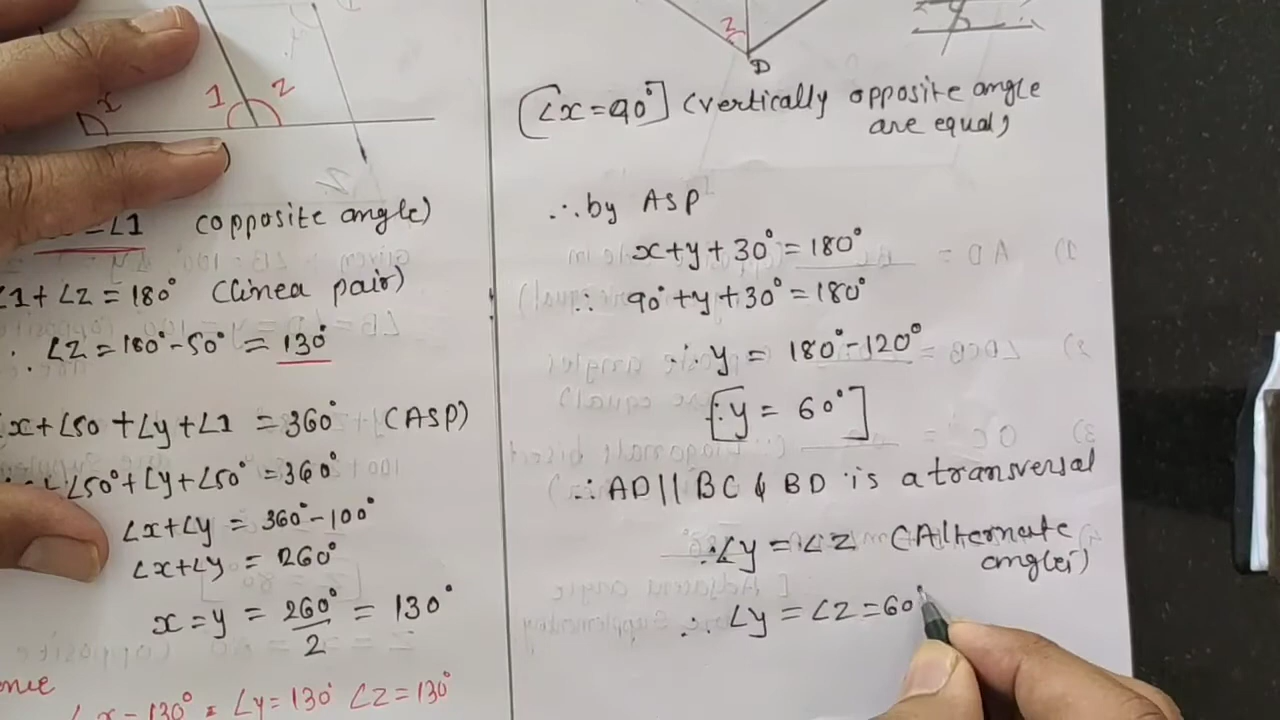 x
1
2
∠1 (opposite angle)
∠1+∠2 = 180° (Linea pair)
∴ ∠2 = 180°-50° = 130°
∠x+∠50 +∠y+∠1 = 360° (ASP)
∠50°+∠y+∠50° = 360°
∠x+∠y = 360°-100°
∠x+∠y = 260°
x = y = 260°/2 = 130°
∠x = 130° ∠y = 130° ∠z = 130°
z
D
[∠x = 90°] (vertically opposite angle
are equal)
∴ by ASP
x+y+30° = 180°
∴ 90°+y+30° = 180°
∴ y = 180°-120°
[∴ y = 60°]
∴ AD || BC & BD is a transversal
∴ ∠y = ∠z (Alternate
angles)
∴ ∠y = ∠z = 60°